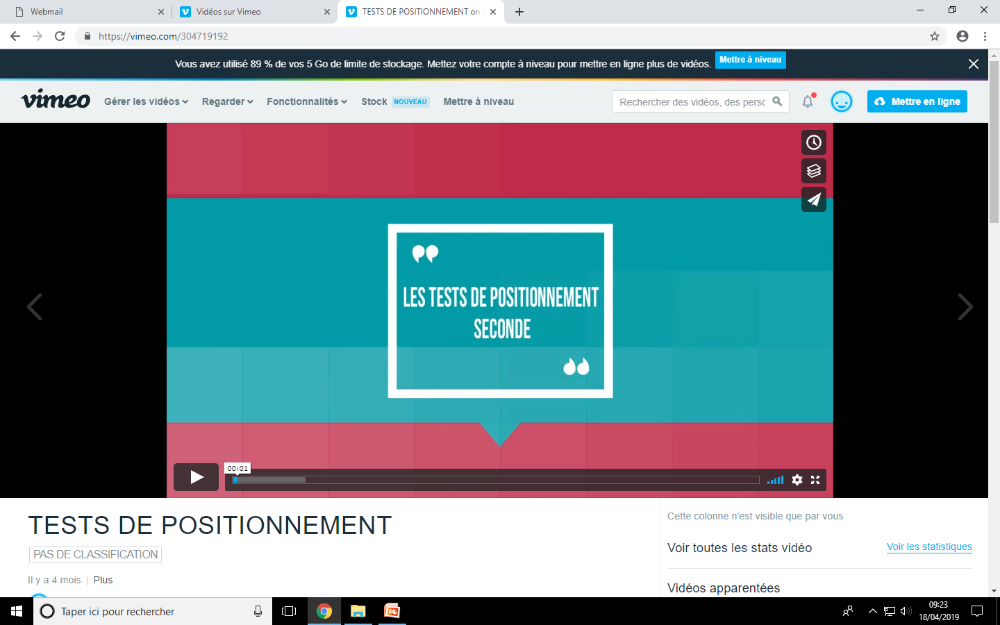 Webmail
Vidéos sur Vimeo
TESTS DE POSITIONNEMENT on
https://vimeo.com/304719192
Vous avez utilisé 89 % de vos 5 Go de limite de stockage. Mettez votre compte à niveau pour mettre en ligne plus de vidéos. Mettre à niveau
vimeo Gérer les vidéos Regarder Fonctionnalités Stock NOUVEAU Mettre à niveau Rechercher des vidéos, des persc Mettre en ligne
LES TESTS DE POSITIONNEMENT
SECONDE
00:01
TESTS DE POSITIONNEMENT
PAS DE CLASSIFICATION
Il y a 4 mois | Plus
Cette colonne n'est visible que par vous
Voir toutes les stats vidéo Voir les statistiques
Vidéos apparentées
Taper ici pour rechercher
09:23
18/04/2019